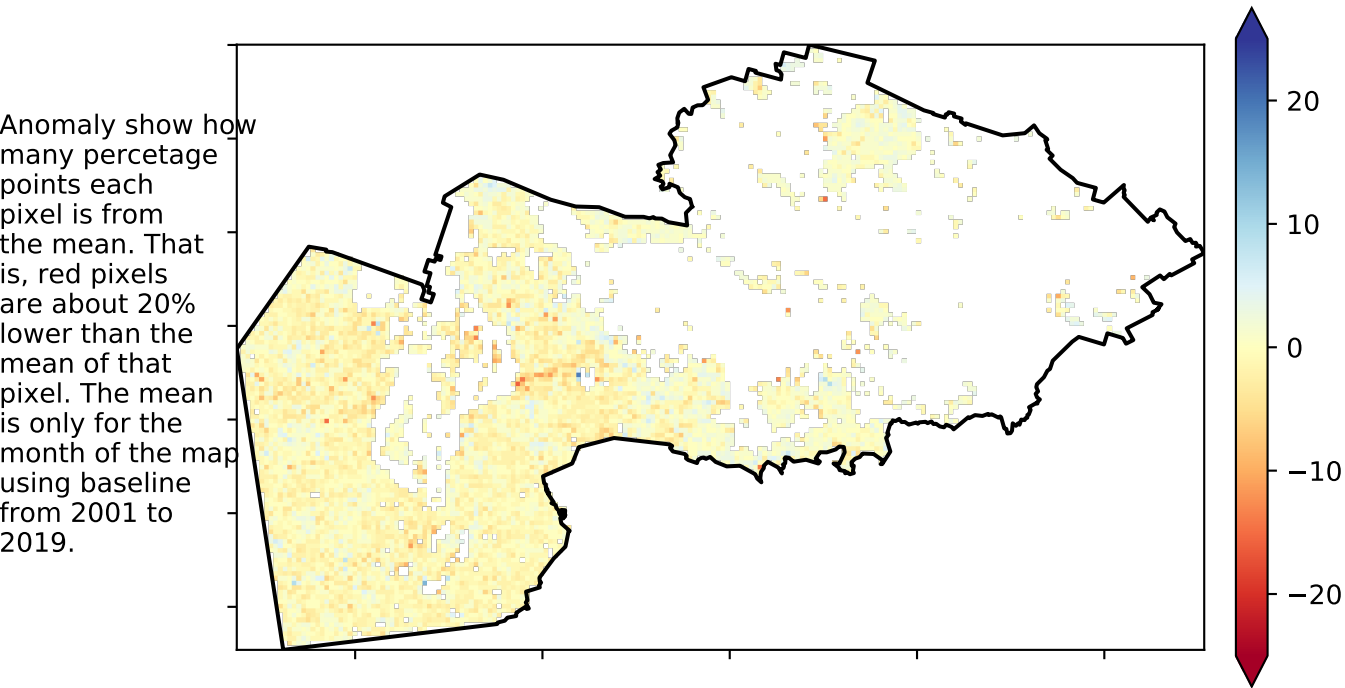 Anomaly show how
many percetage
points each
pixel is from
the mean. That
is, red pixels
are about 20%
lower than the
mean of that
pixel. The mean
is only for the
month of the map
using baseline
from 2001 to
2019.
20
10
0
−10
−20